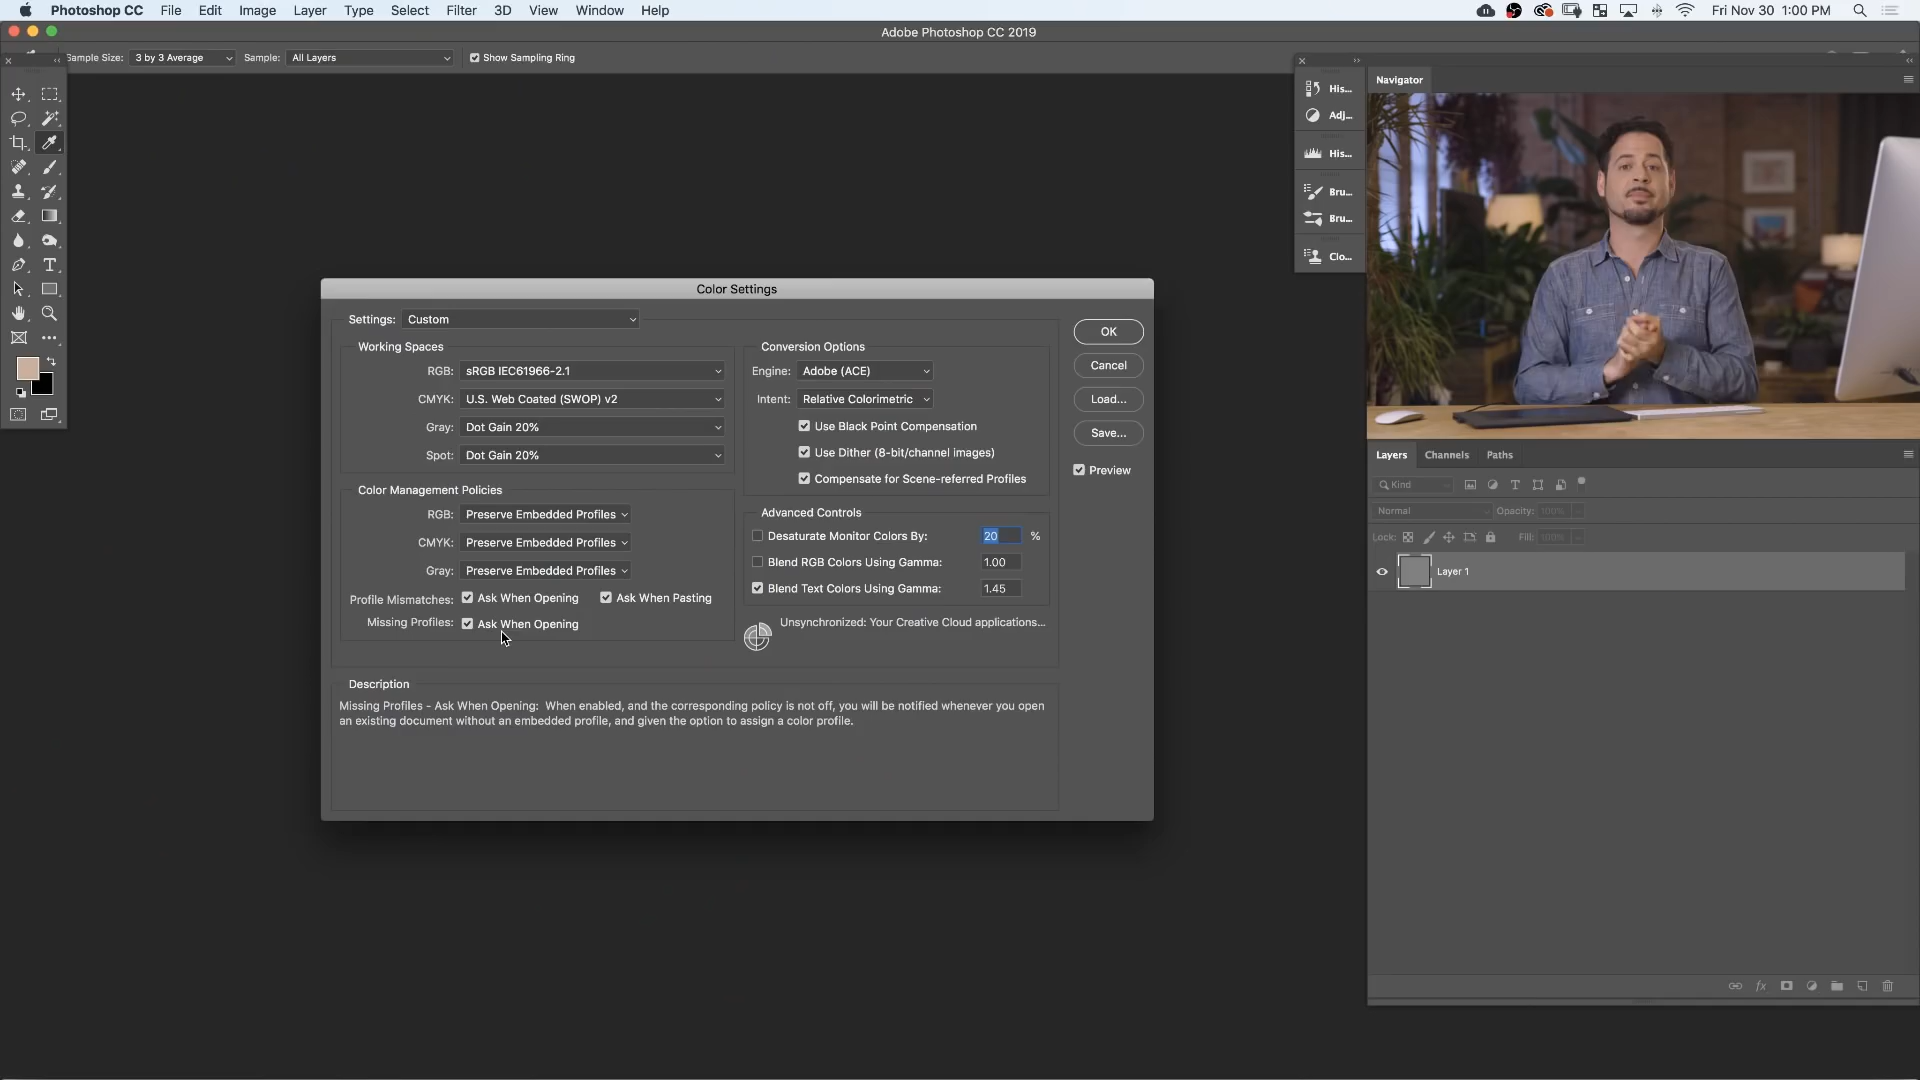 Photoshop CC File Edit Image Layer Type Select Filter 3D View Window Help Fri Nov 30 1:00 PM
Adobe Photoshop CC 2019
Sample Size: 3 by 3 Average Sample: All Layers Show Sampling Ring
His...
Adj...
His...
Bru...
Bru...
Clo...
Navigator
Color Settings
Settings: Custom
Working Spaces
RGB: sRGB IEC61966-2.1
CMYK: U.S. Web Coated (SWOP) v2
Gray: Dot Gain 20%
Spot: Dot Gain 20%
Color Management Policies
RGB: Preserve Embedded Profiles
CMYK: Preserve Embedded Profiles
Gray: Preserve Embedded Profiles
Profile Mismatches: Ask When Opening Ask When Pasting
Missing Profiles: Ask When Opening
Conversion Options
Engine: Adobe (ACE)
Intent: Relative Colorimetric
Use Black Point Compensation
Use Dither (8-bit/channel images)
Compensate for Scene-referred Profiles
Advanced Controls
Desaturate Monitor Colors By: 20 %
Blend RGB Colors Using Gamma: 1.00
Blend Text Colors Using Gamma: 1.45
Unsynchronized: Your Creative Cloud applications...
OK
Cancel
Load...
Save...
Preview
Description
Missing Profiles - Ask When Opening: When enabled, and the corresponding policy is not off, you will be notified whenever you open
an existing document without an embedded profile, and given the option to assign a color profile.
Layers Channels Paths
Kind
Normal Opacity: 100%
Lock: Fill: 100%
Layer 1